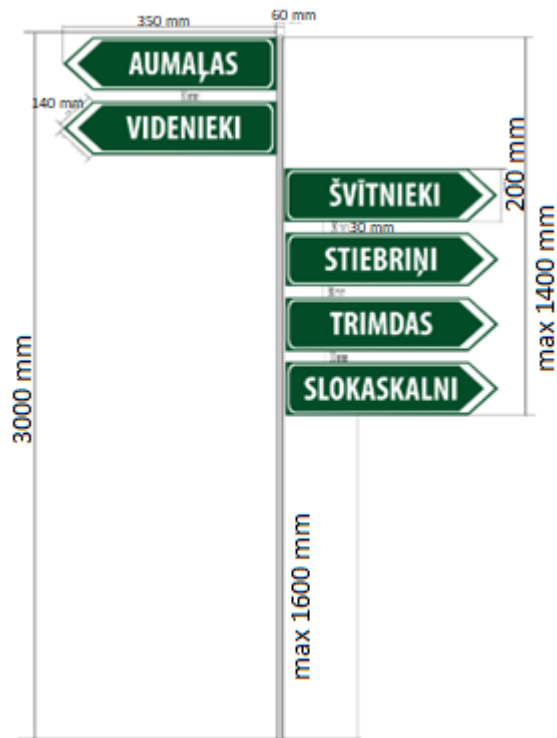 350 mm
60 mm
AUMAĻAS
140 mm
VIDENIEKI
ŠVĪTNIEKI
200 mm
30 mm
STIEBRIŅI
TRIMDAS
SLOKASKALNI
max 1400 mm
3000 mm
max 1600 mm